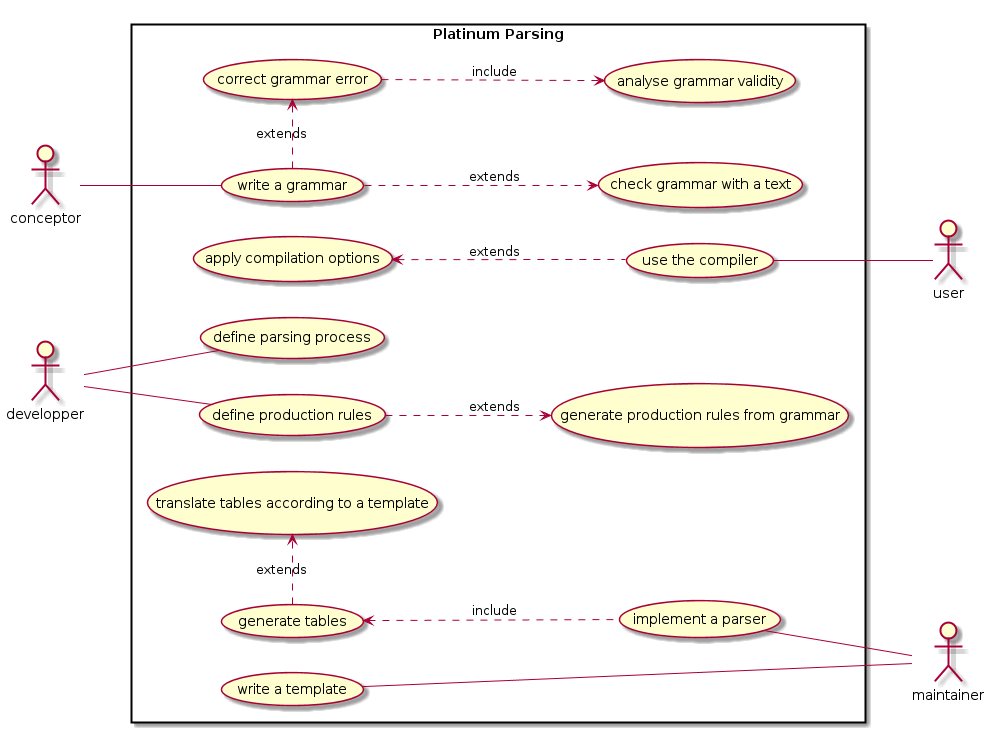 Platinum Parsing
correct grammar error
include
analyse grammar validity
extends
write a grammar
extends
check grammar with a text
conceptor
apply compilation options
extends
use the compiler
user
define parsing process
developper
define production rules
extends
generate production rules from grammar
translate tables according to a template
extends
generate tables
include
implement a parser
write a template
maintainer